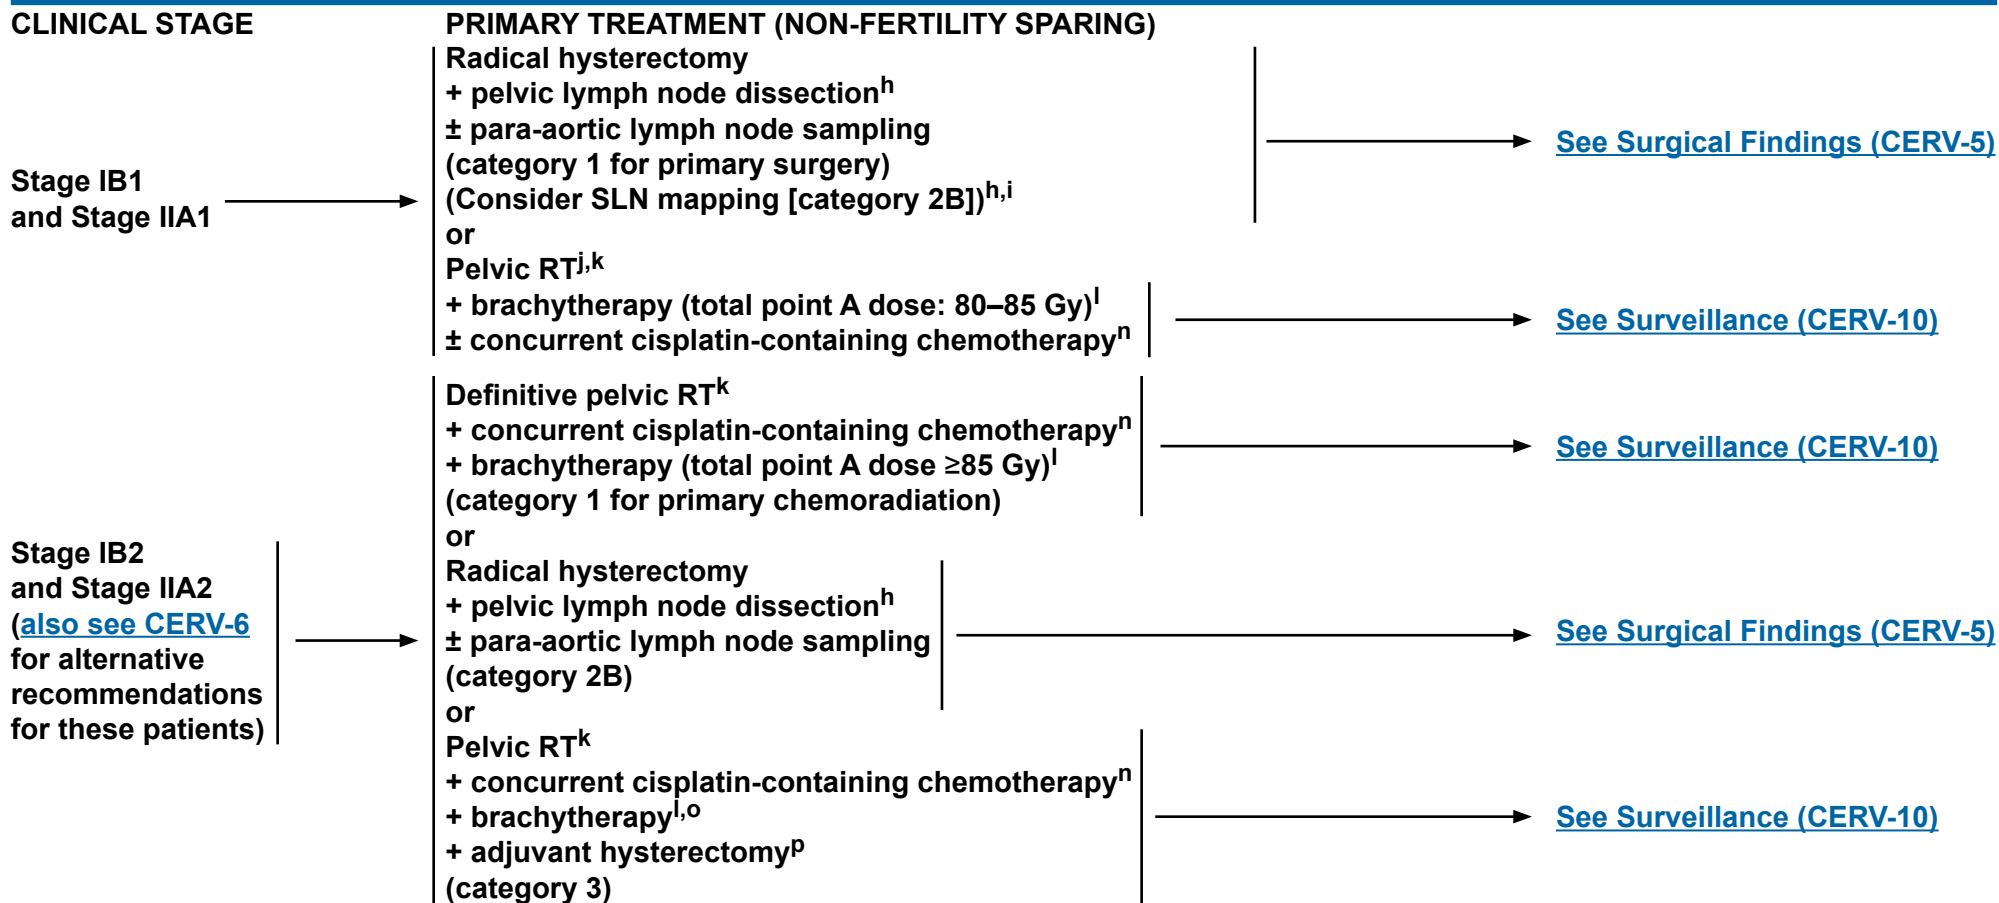 CLINICAL STAGE
PRIMARY TREATMENT (NON-FERTILITY SPARING)
Stage IB1
and Stage IIA1
Radical hysterectomy
+ pelvic lymph node dissectionʰ
± para-aortic lymph node sampling
(category 1 for primary surgery)
(Consider SLN mapping [category 2B])ʰ,ⁱ
See Surgical Findings (CERV-5)
or
Pelvic RTʲ,ᵏ
+ brachytherapy (total point A dose: 80–85 Gy)ˡ
± concurrent cisplatin-containing chemotherapyⁿ
See Surveillance (CERV-10)
Stage IB2
and Stage IIA2
(also see CERV-6
for alternative
recommendations
for these patients)
Definitive pelvic RTᵏ
+ concurrent cisplatin-containing chemotherapyⁿ
+ brachytherapy (total point A dose ≥85 Gy)ˡ
(category 1 for primary chemoradiation)
See Surveillance (CERV-10)
or
Radical hysterectomy
+ pelvic lymph node dissectionʰ
± para-aortic lymph node sampling
(category 2B)
See Surgical Findings (CERV-5)
or
Pelvic RTᵏ
+ concurrent cisplatin-containing chemotherapyⁿ
+ brachytherapyˡ,ᵒ
+ adjuvant hysterectomyᵖ
(category 3)
See Surveillance (CERV-10)